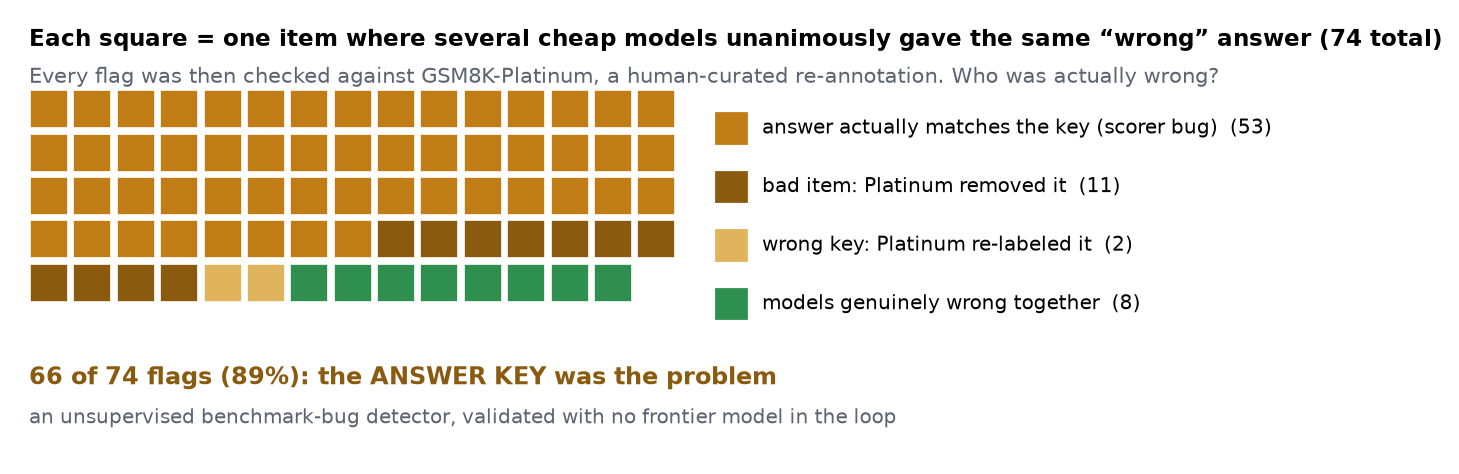 Each square = one item where several cheap models unanimously gave the same “wrong” answer (74 total)
Every flag was then checked against GSM8K-Platinum, a human-curated re-annotation. Who was actually wrong?
answer actually matches the key (scorer bug)  (53)
bad item: Platinum removed it  (11)
wrong key: Platinum re-labeled it  (2)
models genuinely wrong together  (8)
66 of 74 flags (89%): the ANSWER KEY was the problem
an unsupervised benchmark-bug detector, validated with no frontier model in the loop